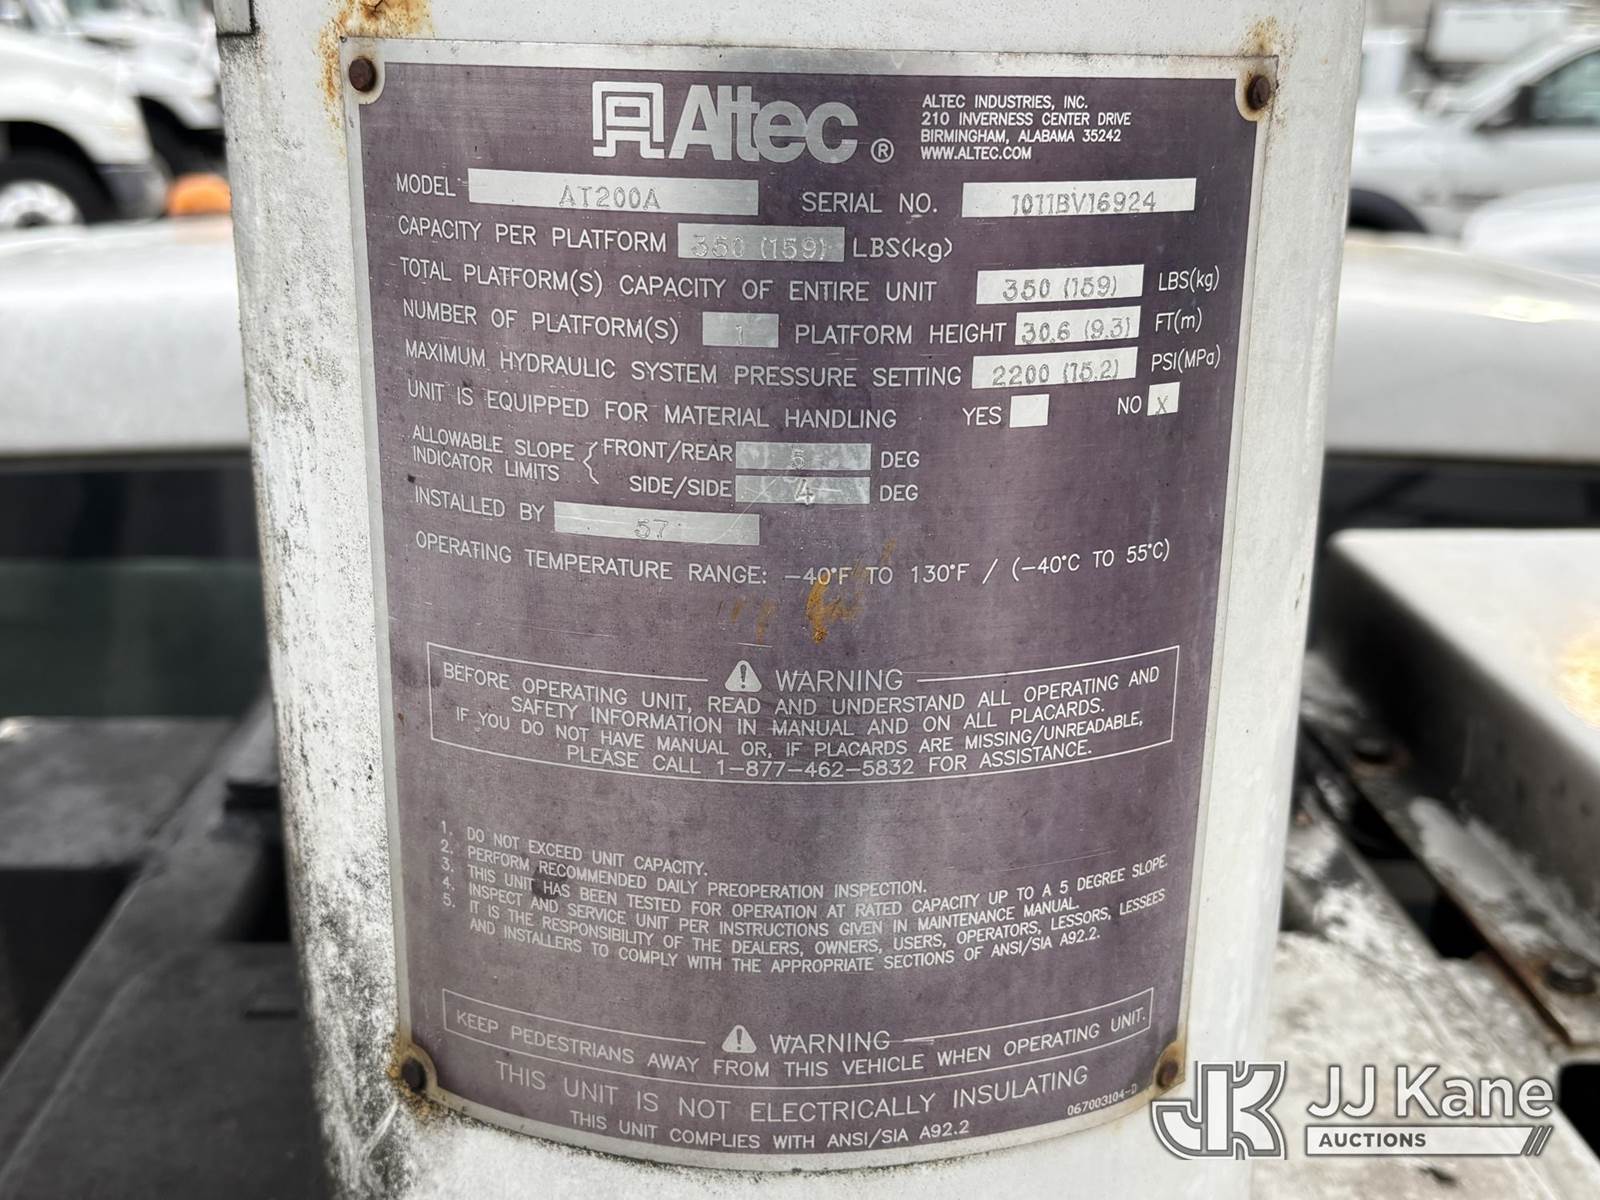 Altec ®
ALTEC INDUSTRIES, INC.
210 INVERNESS CENTER DRIVE
BIRMINGHAM, ALABAMA 35242
WWW.ALTEC.COM
MODEL AT200A SERIAL NO. 1011BV16924
CAPACITY PER PLATFORM 350 (159) LBS(kg)
TOTAL PLATFORM(S) CAPACITY OF ENTIRE UNIT 350 (159) LBS(kg)
NUMBER OF PLATFORM(S) 1 PLATFORM HEIGHT 30.6 (9.3) FT(m)
MAXIMUM HYDRAULIC SYSTEM PRESSURE SETTING 2200 (15.2) PSI(MPa)
UNIT IS EQUIPPED FOR MATERIAL HANDLING YES NO X
ALLOWABLE SLOPE INDICATOR LIMITS { FRONT/REAR 5 DEG
SIDE/SIDE 4 DEG
INSTALLED BY 57
OPERATING TEMPERATURE RANGE: -40°F TO 130°F / (-40°C TO 55°C)
WARNING
BEFORE OPERATING UNIT, READ AND UNDERSTAND ALL OPERATING AND
SAFETY INFORMATION IN MANUAL AND ON ALL PLACARDS.
IF YOU DO NOT HAVE MANUAL OR, IF PLACARDS ARE MISSING/UNREADABLE,
PLEASE CALL 1-877-462-5832 FOR ASSISTANCE.
1. DO NOT EXCEED UNIT CAPACITY.
2. PERFORM RECOMMENDED DAILY PREOPERATION INSPECTION.
3. THIS UNIT HAS BEEN TESTED FOR OPERATION AT RATED CAPACITY UP TO A 5 DEGREE SLOPE.
4. INSPECT AND SERVICE UNIT PER INSTRUCTIONS GIVEN IN MAINTENANCE MANUAL.
5. IT IS THE RESPONSIBILITY OF THE DEALERS, OWNERS, USERS, OPERATORS, LESSORS, LESSEES
AND INSTALLERS TO COMPLY WITH THE APPROPRIATE SECTIONS OF ANSI/SIA A92.2.
WARNING
KEEP PEDESTRIANS AWAY FROM THIS VEHICLE WHEN OPERATING UNIT.
THIS UNIT IS NOT ELECTRICALLY INSULATING
THIS UNIT COMPLIES WITH ANSI/SIA A92.2
067003104-D
JK JJ Kane
AUCTIONS